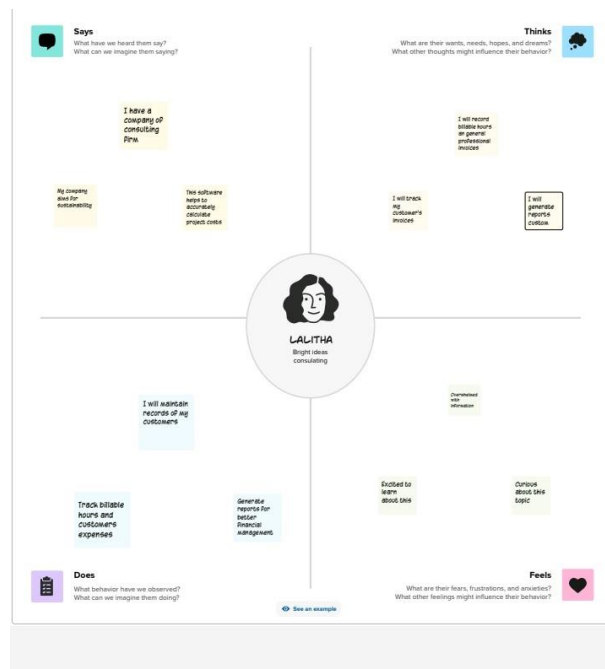 Says
What have we heard them say?
What can we imagine them saying?
Thinks
What are their wants, needs, hopes, and dreams?
What other thoughts might influence their behavior?
I have a
company of
consulting
firm
My company
aims for
sustainability
This software
helps to
accurately
calculate
project costs
I will record
billable hours
an general
professional
invoices
I will track
my
customer's
invoices
I will
generate
reports
custom
LALITHA
Bright ideas
consulating
I will maintain
records of my
customers
Track billable
hours and
customers
expenses
Generate
reports for
better
financial
management
Overwhelmed
with
information
Excited to
learn
about this
Curious
about this
topic
Does
What behavior have we observed?
What can we imagine them doing?
Feels
What are their fears, frustrations, and anxieties?
What other feelings might influence their behavior?
See an example